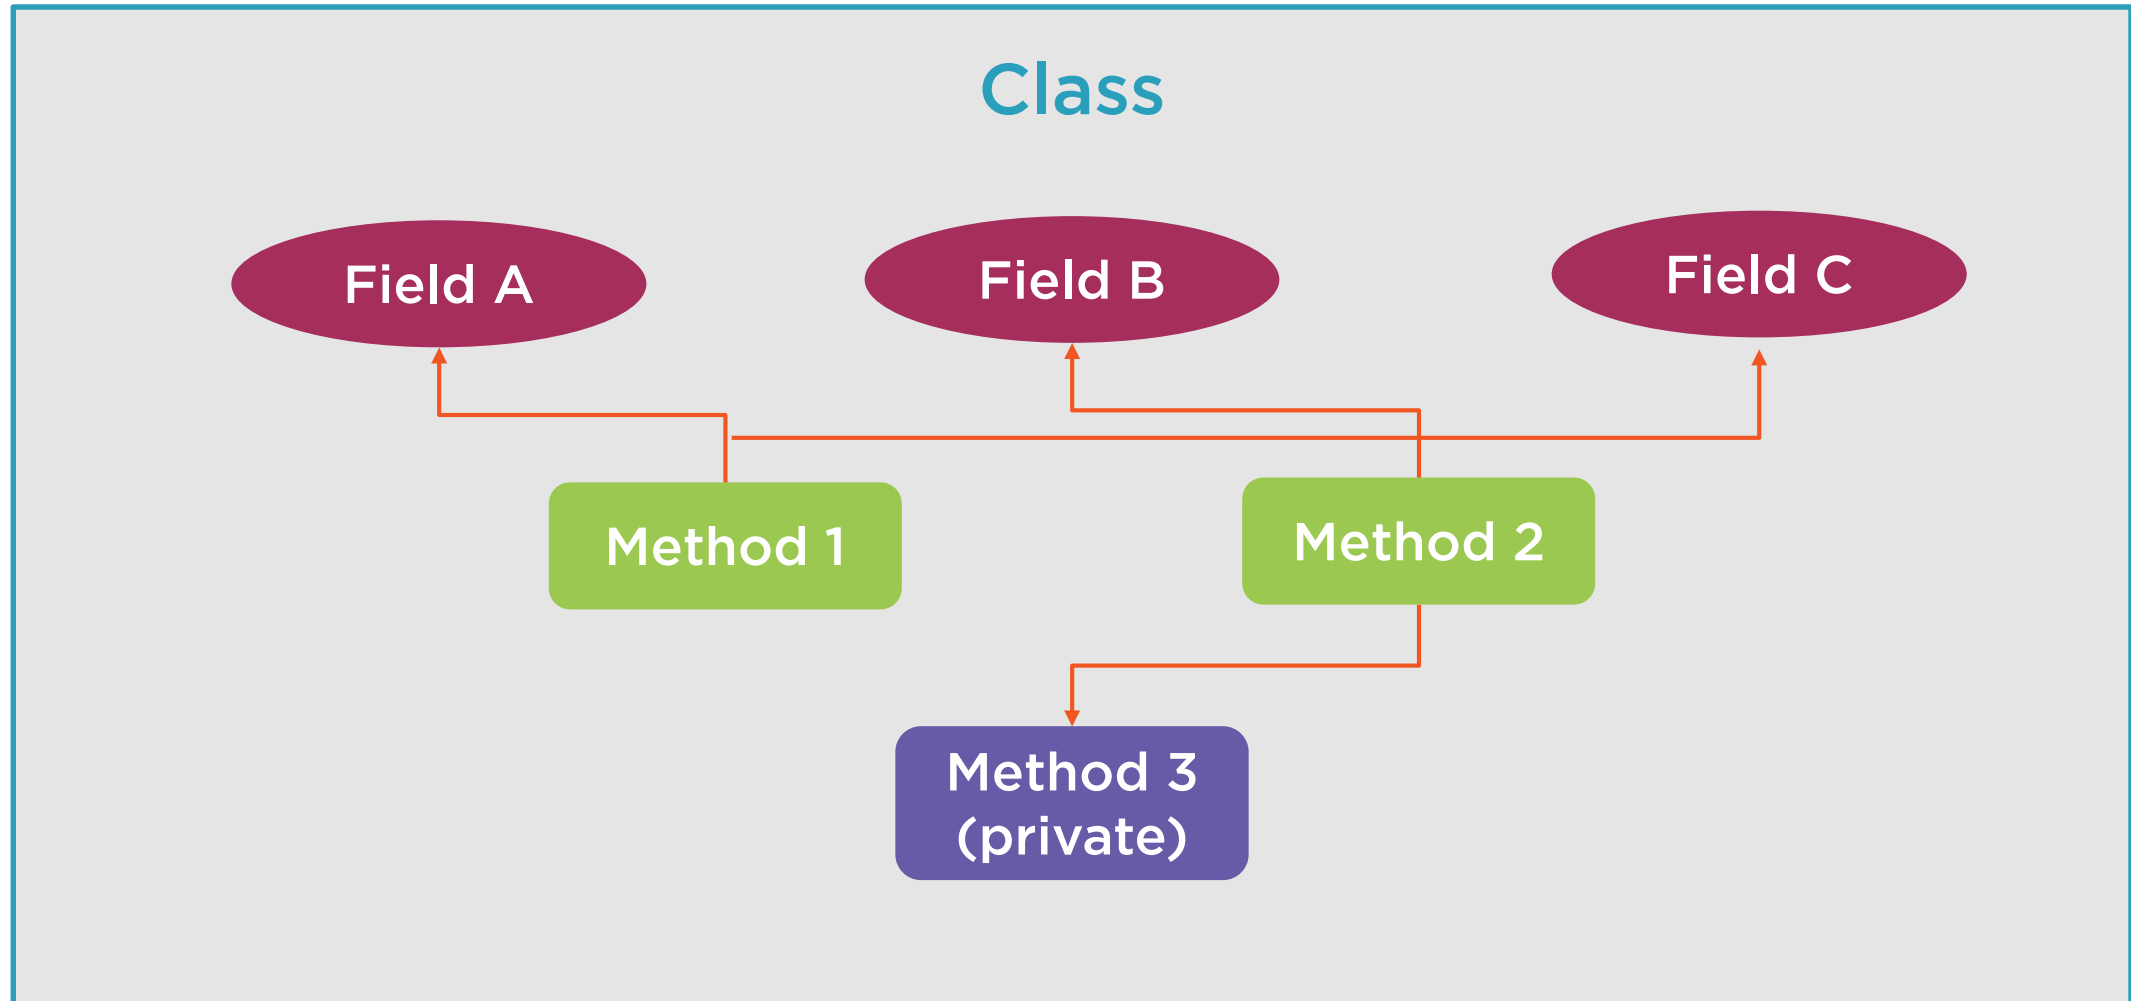 Class
Field A
Field B
Field C
Method 1
Method 2
Method 3
(private)